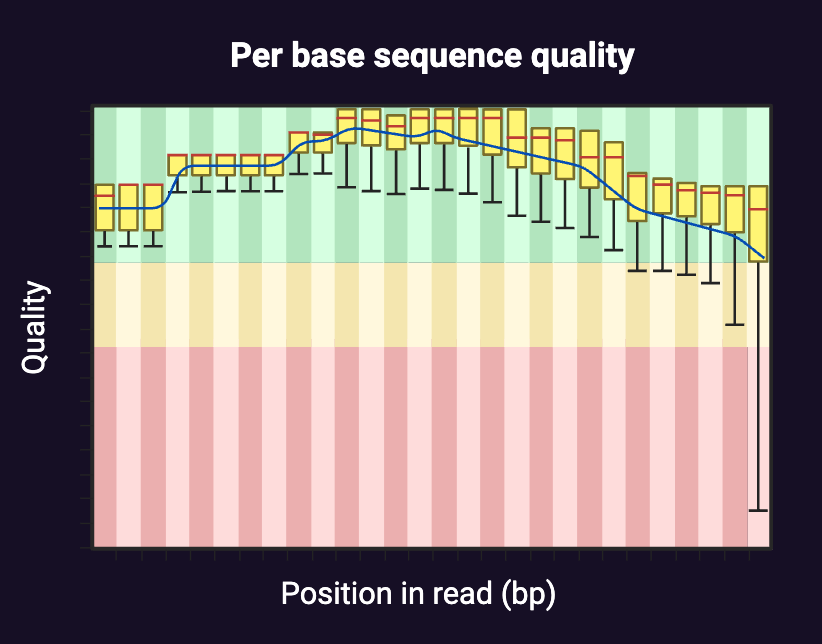 Per base sequence quality
Quality
Position in read (bp)